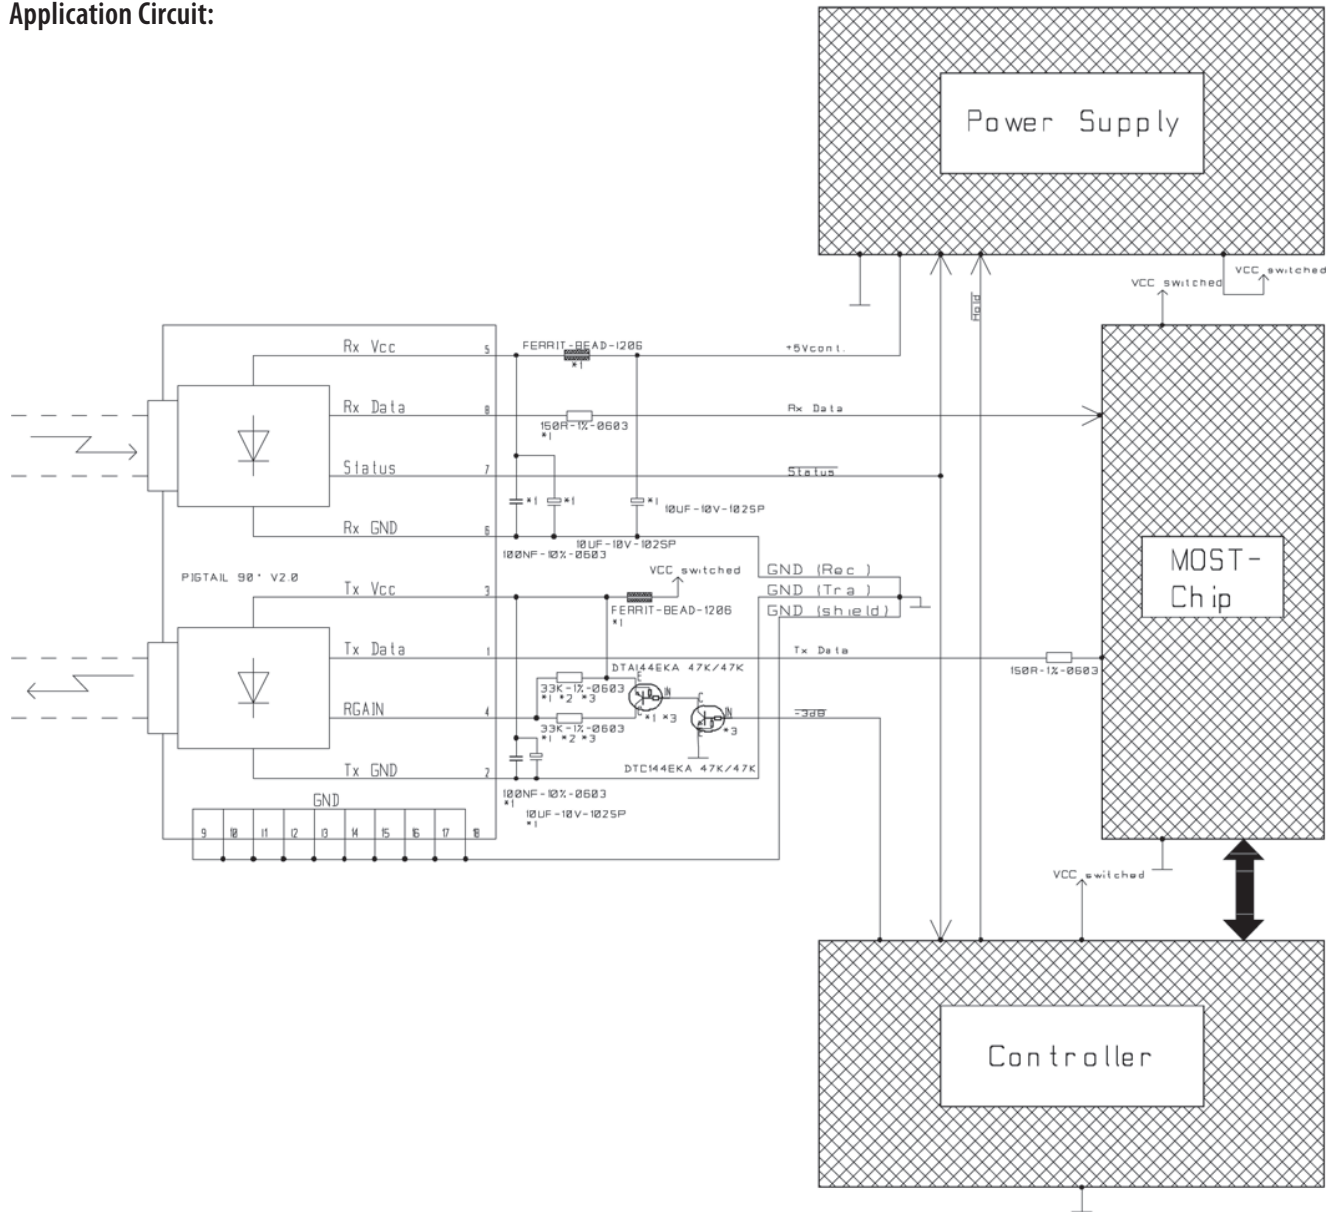 Application Circuit:
Power Supply
VCC switched
VCC switched
Hold
Rx Vcc
5
FERRIT-BEAD-1206
*1
+5Vcont.
Rx Data
8
150R-1%-0603
*1
Rx Data
Status
7
Status
*1
*1
*1
10UF-10V-102SP
Rx GND
6
10UF-10V-102SP
100NF-10%-0603
MOST-
Chip
PIGTAIL 90° V2.0
VCC switched
GND (Rec )
GND (Tra )
GND (shield)
Tx Vcc
3
FERRIT-BEAD-1206
*1
Tx Data
1
Tx Data
150R-1%-0603
DTA144EKA 47K/47K
33K-1%-0603
*1 *2 *3
E
IN
C
*1 *3
RGAIN
4
33K-1%-0603
*1 *2 *3
C
IN
E
*3
-3dB
Tx GND
2
DTC144EKA 47K/47K
100NF-10%-0603
*1
10UF-10V-102SP
*1
GND
9 10 11 12 13 14 15 16 17 18
VCC switched
Controller